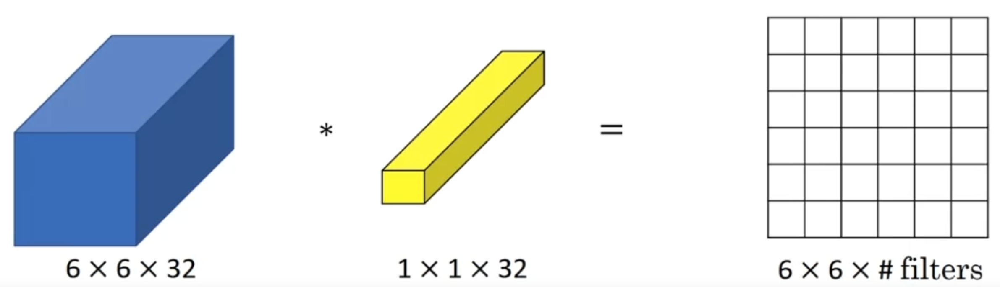 *
=
6 × 6 × 32
1 × 1 × 32
6 × 6 × # filters